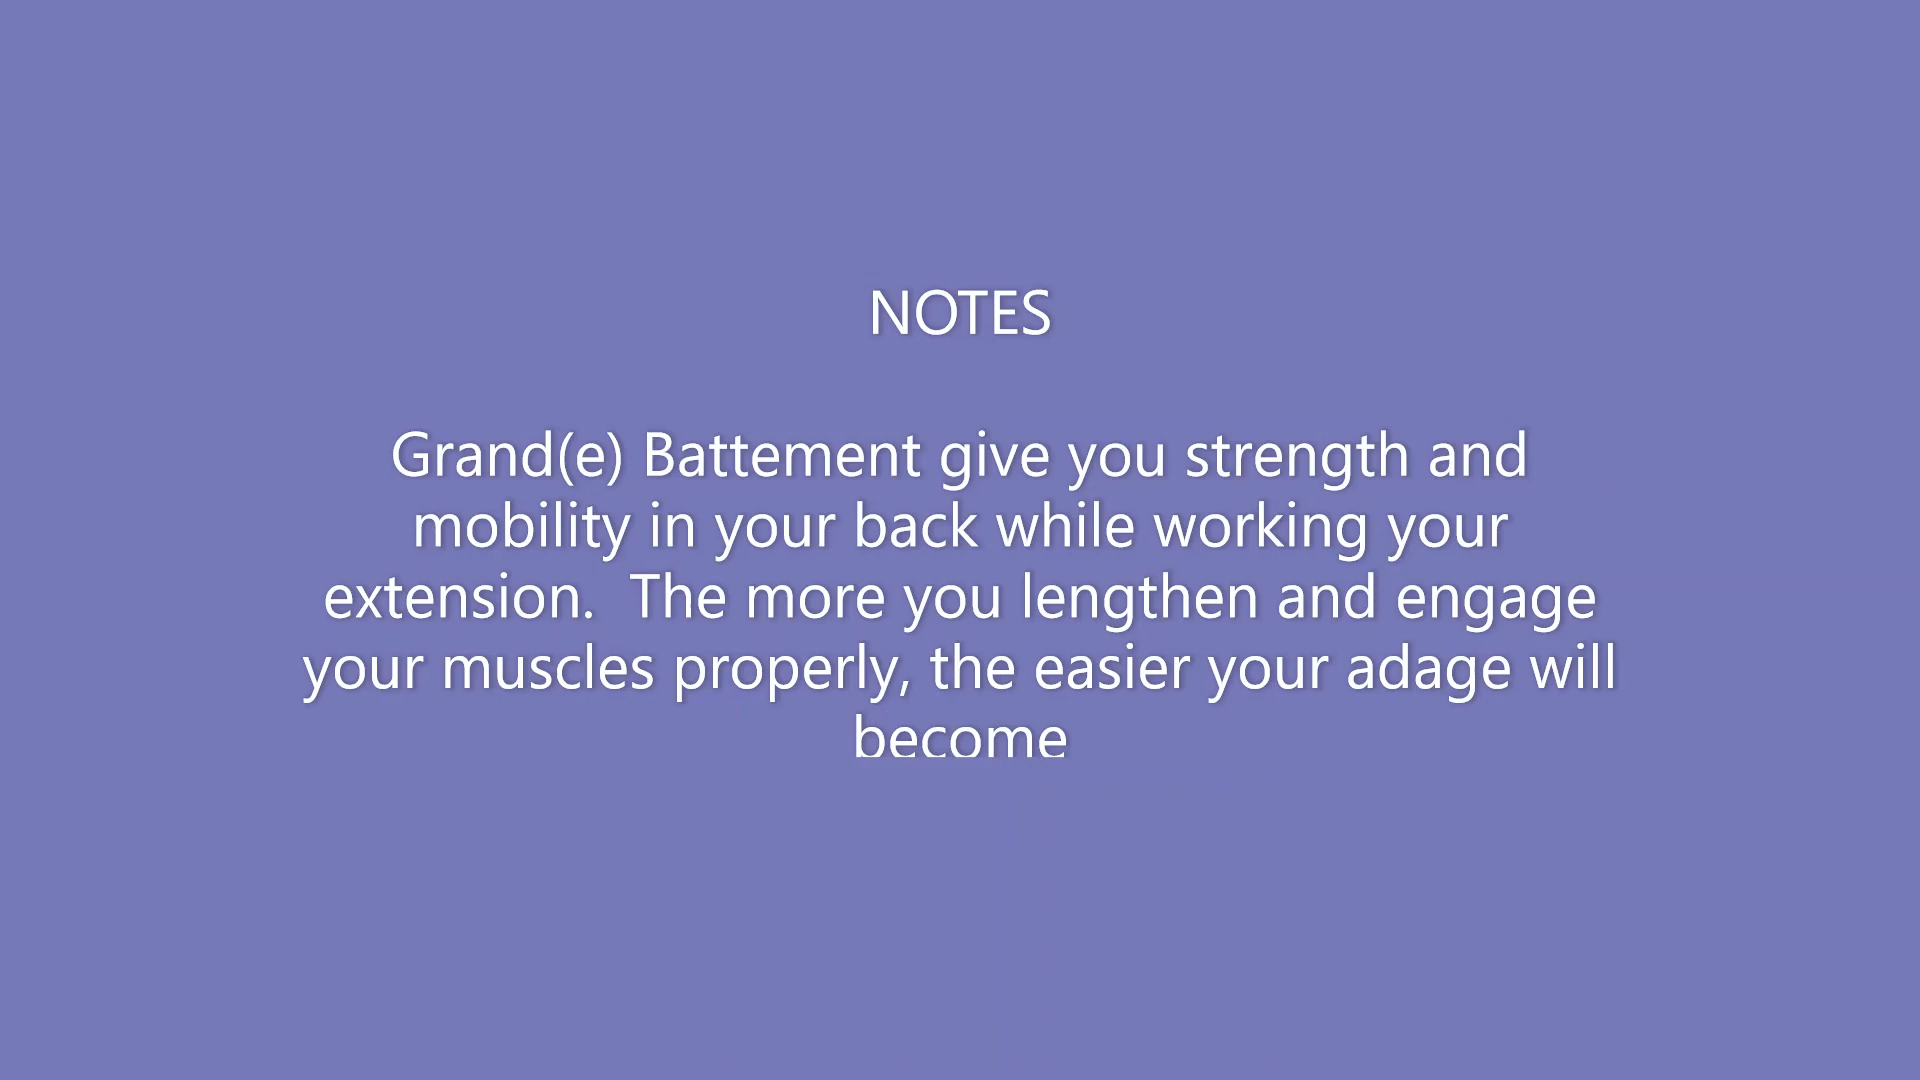 NOTES
Grand(e) Battement give you strength and
mobility in your back while working your
extension.  The more you lengthen and engage
your muscles properly, the easier your adage will
become